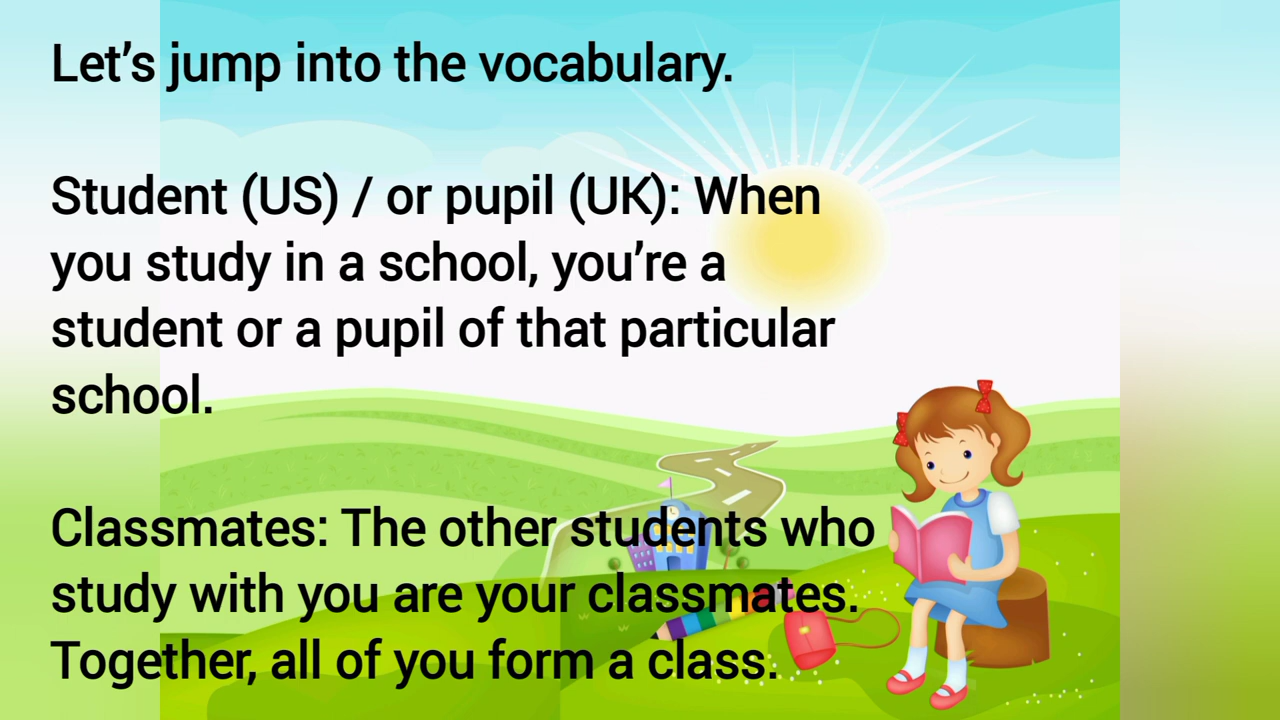 Let’s jump into the vocabulary.
Student (US) / or pupil (UK): When
you study in a school, you’re a
student or a pupil of that particular
school.
Classmates: The other students who
study with you are your classmates.
Together, all of you form a class.